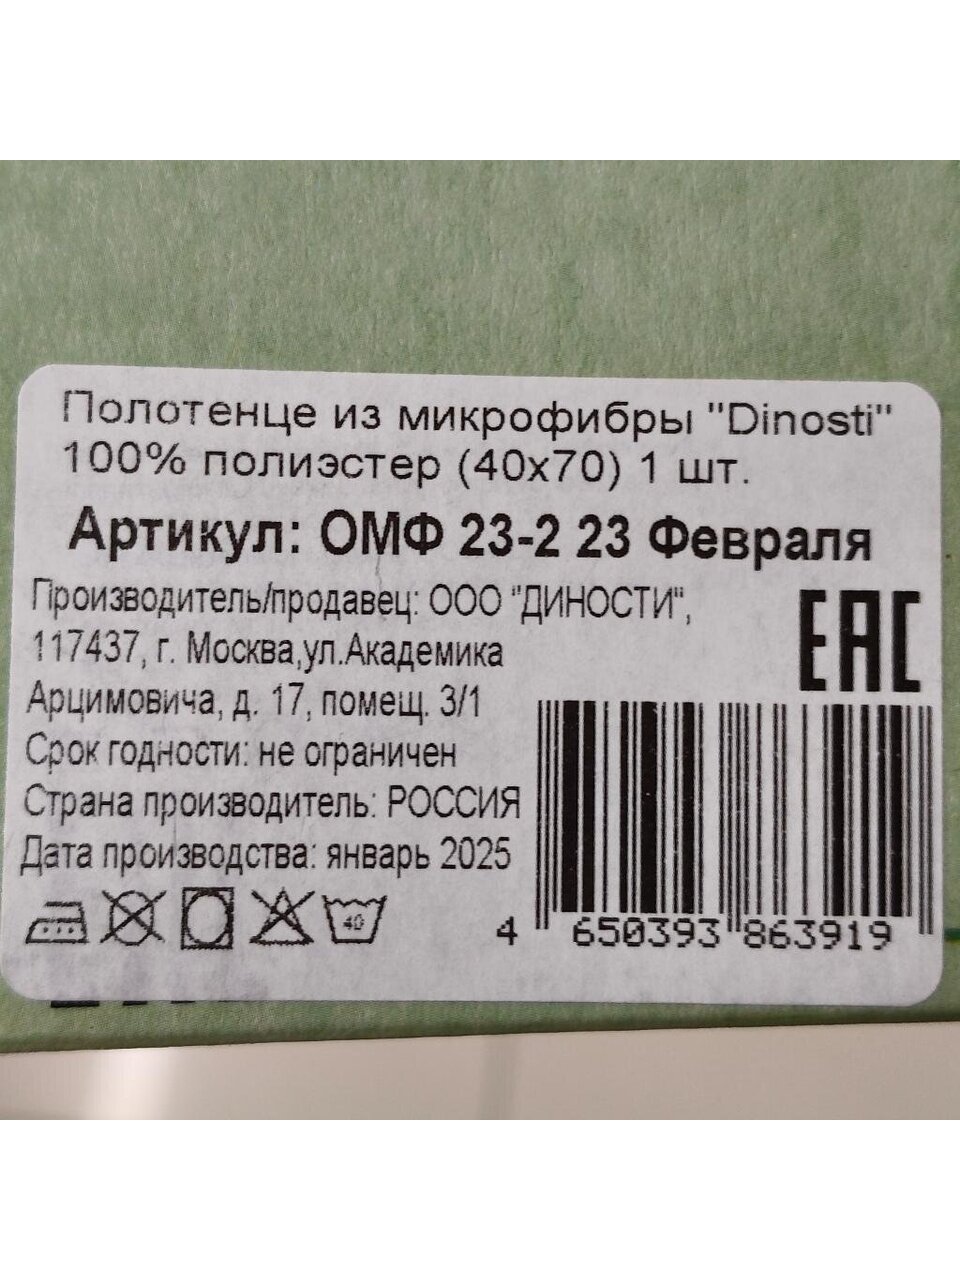 Полотенце из микрофибры "Dinosti"
100% полиэстер (40x70) 1 шт.
Артикул: ОМФ 23-2 23 Февраля
Производитель/продавец: ООО "ДИНОСТИ",
117437, г. Москва,ул.Академика
Арцимовича, д. 17, помещ. 3/1
Срок годности: не ограничен
Страна производитель: РОССИЯ
Дата производства: январь 2025
EAC
40
4 650393 863919